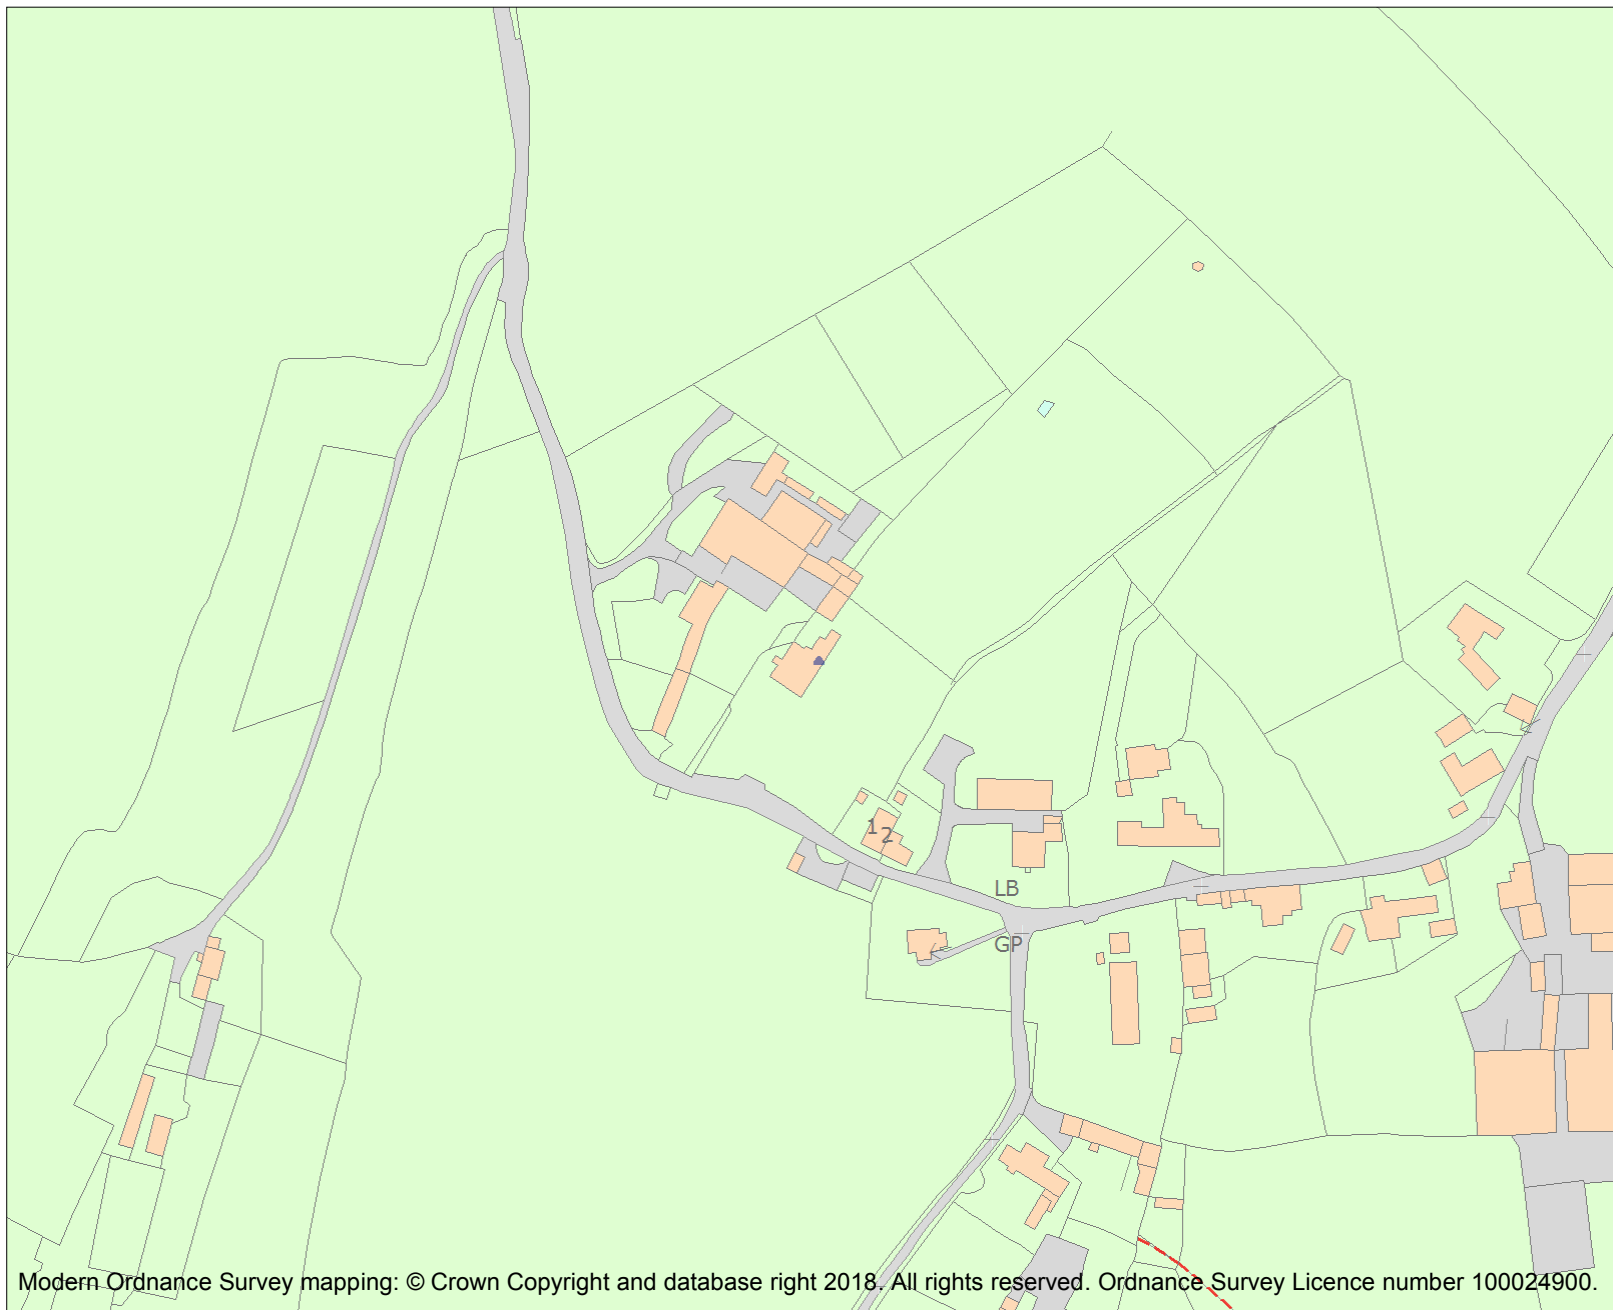 1
2
LB
GP
Modern Ordnance Survey mapping: © Crown Copyright and database right 2018. All rights reserved. Ordnance Survey Licence number 100024900.